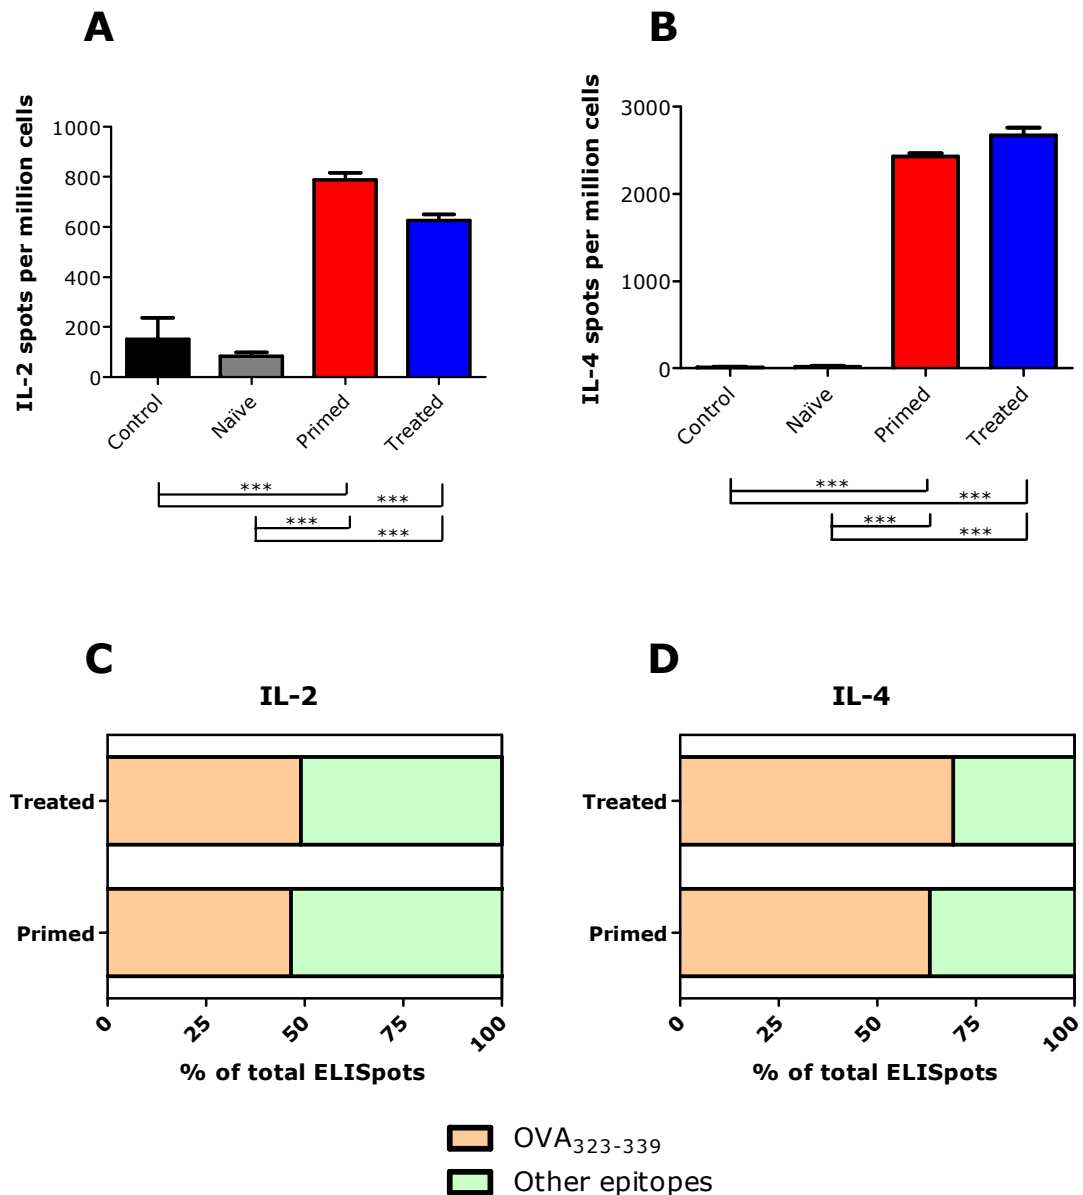 A
IL-2 spots per million cells
1000
800
600
400
200
0
Control
Naïve
Primed
Treated
***
***
***
***
B
IL-4 spots per million cells
3000
2000
1000
0
Control
Naïve
Primed
Treated
***
***
***
***
C
IL-2
Treated
Primed
0
25
50
75
100
% of total ELISpots
D
IL-4
Treated
Primed
0
25
50
75
100
% of total ELISpots
OVA323-339
Other epitopes